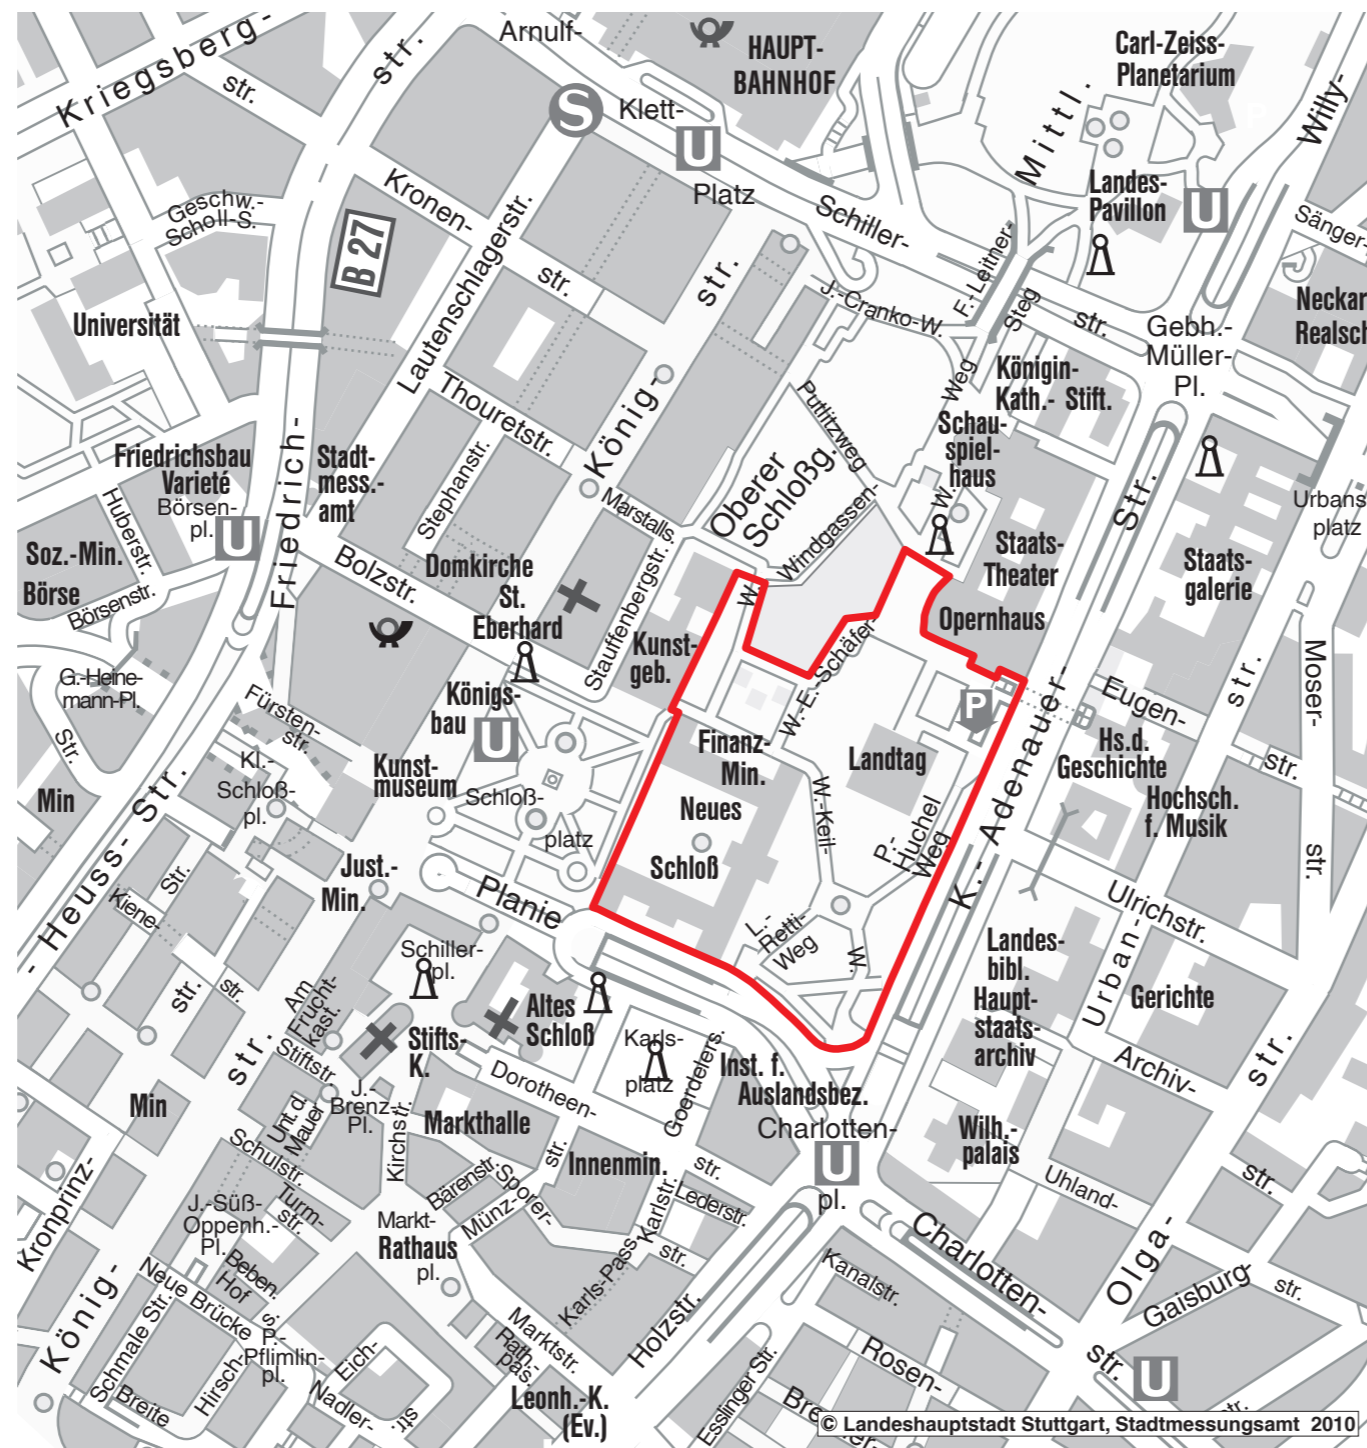 Arnulf-
Klett-
Platz
HAUPT-
BAHNHOF
Carl-Zeiss-
Planetarium
Kriegsberg-
str.
str.
S
U
Mittl.
Willy-
P
Landes-
Pavillon
U
Geschw.-
Scholl-S.
Kronen-
str.
B 27
Lautenschlagerstr.
str.
Schiller-
str.
F.-Leitner-
Steg
Sänger-
J.-Cranko-W.
Neckar
Realsch
Gebh.-
Müller-
Pl.
Universität
Königin-
Kath.- Stift.
Thouretstr.
König-
Putlitzweg
Weg
Schau-
spiel-
haus
Friedrichsbau
Varieté
Börsen-
pl.
U
Friedrich-
Stadt-
mess.-
amt
Stephanstr.
Oberer
Schloßg.
Windgassen-
W.
W.
Marstalls.
Str.
Urbans
platz
Huberstr.
Soz.-Min.
Börse
Börsenstr.
Bolzstr.
Domkirche
St.
Eberhard
Stauffenbergstr.
Staats-
Theater
Opernhaus
Staats-
galerie
Kunst-
geb.
W.-E.-Schäfer-
P
Moser-
str.
G.-Heine-
mann-Pl.
Str.
Königs-
bau
U
Fürsten-
str.
Eugen-
str.
str.
Kl.-
Schloß-
pl.
Kunst-
museum
Schloß-
platz
Finanz-
Min.
Landtag
Hs.d.
Geschichte
Hochsch.
f. Musik
Min
Neues
Schloß
W.-Keil-
W.
P.-
Huchel
Weg
K.- Adenauer-
- Heuss- Str.
Str.
Kiene-
str.
Just.-
Min.
Planie
L.-
Retti-
Weg
Ulrichstr.
Urban-
Schiller-
pl.
Landes-
bibl.
Haupt-
staats-
archiv
Gerichte
str.
Am
Frucht-
kast.
Stiftstr.
Stifts-
K.
Altes
Schloß
Karls-
platz
Goerdelers.
Inst. f.
Auslandsbez.
Archiv-
str.
str.
Min
Unt.d.
Mauer
J.-
Brenz-
Pl.
Dorotheen-
str.
Markthalle
Charlotten-
U
pl.
Wilh.-
palais
Uhland-
str.
Schulstr.
Kirchstr.
Innenmin.
Kronprinz-
J.-Süß-
Oppenh.-
Pl.
Turm-
str.
Bärenstr.
Sporer-
Münz-
str.
Karlstr.
Lederstr.
Markt-
Rathaus
pl.
Karls-Pass.
str.
Charlotten-
str.
Olga-
König-
Beben.
Hof
s.
Neue Brücke
Kanalstr.
Gaisburg-
str.
Schmale Str.
P.-
Pflimlin-
pl.
Hirsch-
Eich-
Nadler-
str.
Marktstr.
Rath.-
pas.
Holzstr.
Rosen-
U
Breite
Leonh.-K.
(Ev.)
Esslinger Str.
Bre
str.
© Landeshauptstadt Stuttgart, Stadtmessungsamt 2010